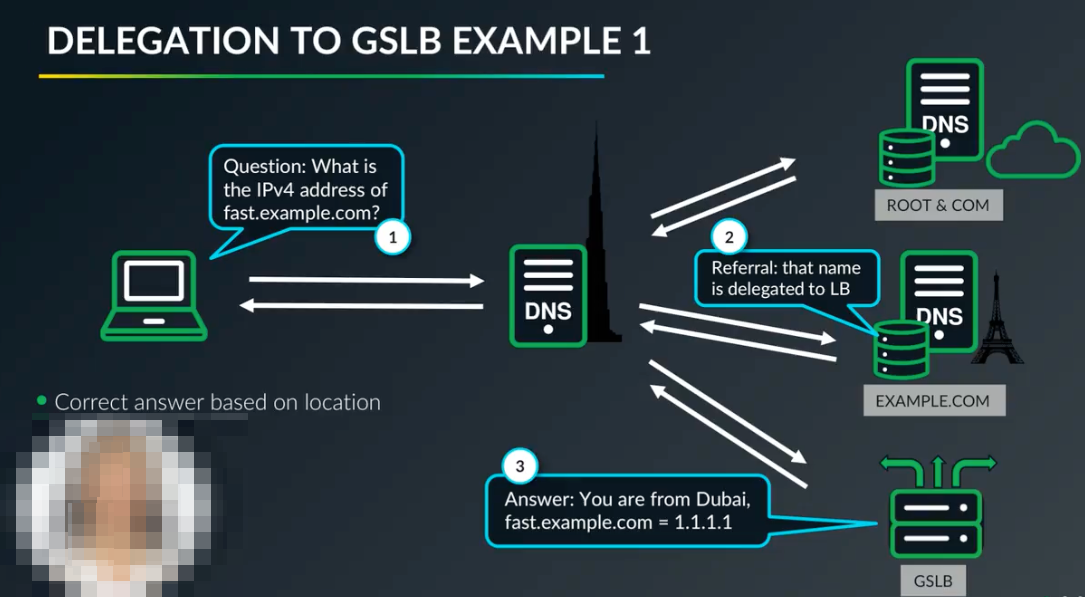 DELEGATION TO GSLB EXAMPLE 1
Question: What is
the IPv4 address of
fast.example.com?
1
DNS
ROOT & COM
2
Referral: that name
is delegated to LB
DNS
DNS
EXAMPLE.COM
• Correct answer based on location
3
Answer: You are from Dubai,
fast.example.com = 1.1.1.1
GSLB